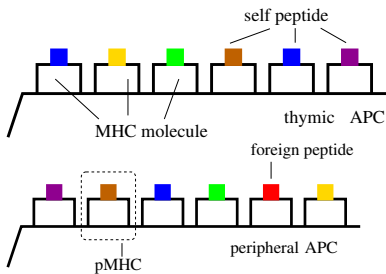 self peptide
MHC molecule
thymic APC
foreign peptide
peripheral APC
pMHC